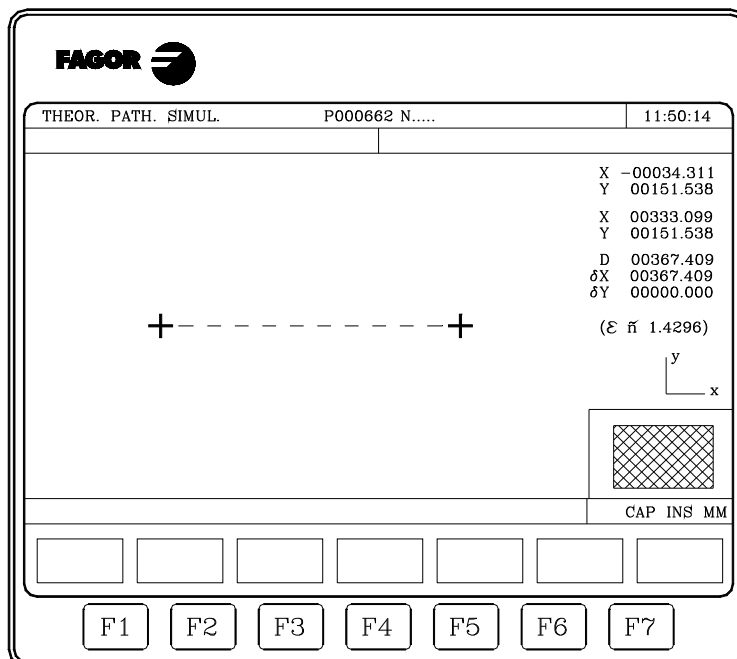 FAGOR
THEOR. PATH. SIMUL. P000662 N..... 11:50:14
X -00034.311
Y 00151.538
X 00333.099
Y 00151.538
D 00367.409
δX 00367.409
δY 00000.000
(Ɛ ñ 1.4296)
y
x
CAP INS MM
F1 F2 F3 F4 F5 F6 F7